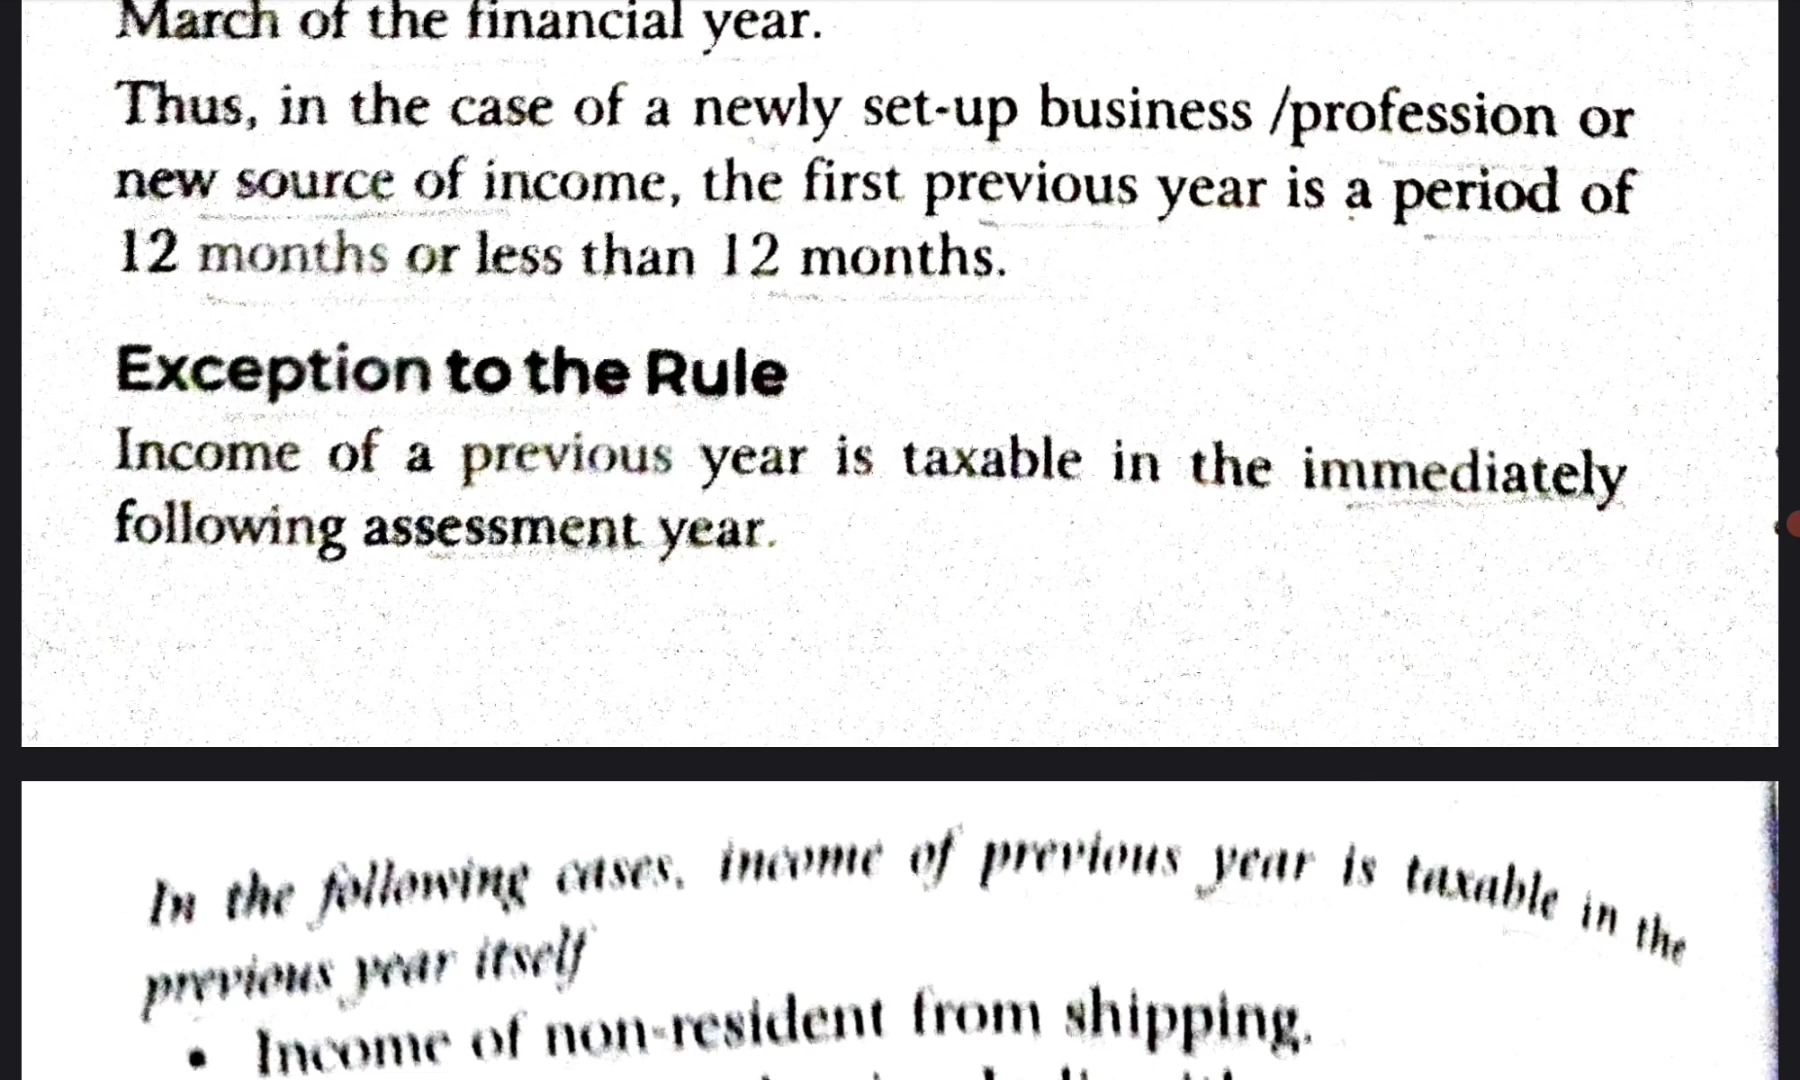 March of the financial year.
Thus, in the case of a newly set-up business /profession or
new source of income, the first previous year is a period of
12 months or less than 12 months.
Exception to the Rule
Income of a previous year is taxable in the immediately
following assessment year.
In the following cases, income of previous year is taxable in the
previous year itself
• Income of non-resident from shipping.